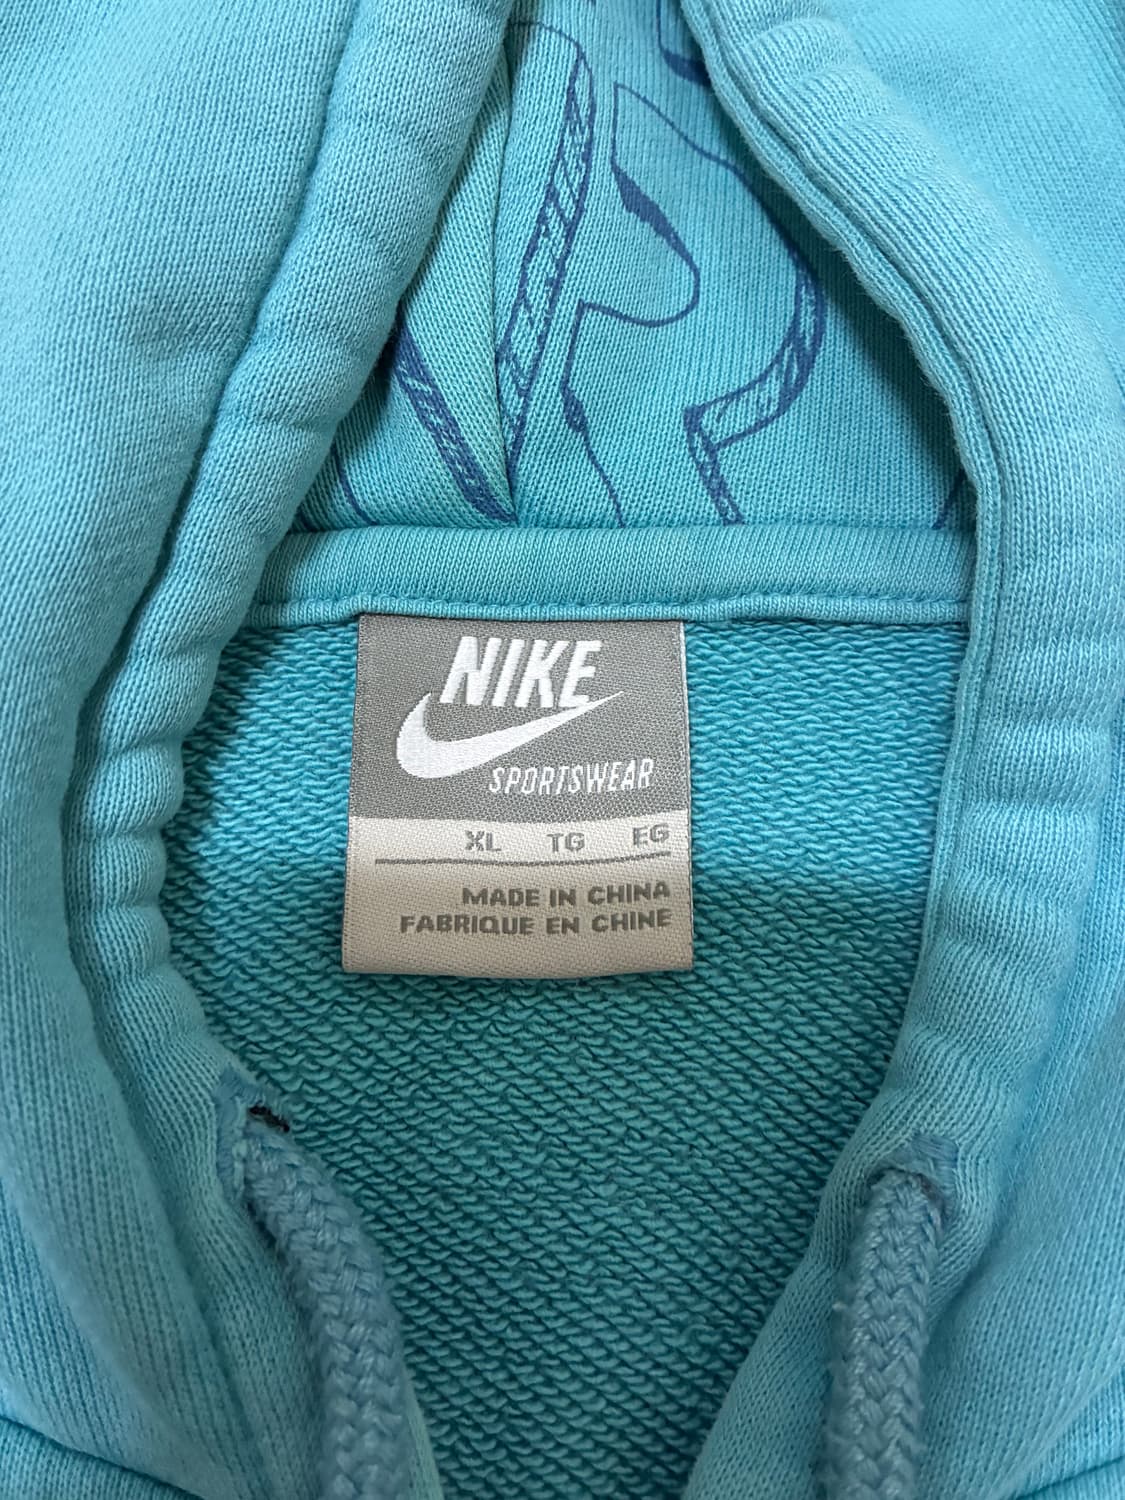 NIKE
SPORTSWEAR
XL TG EG
MADE IN CHINA
FABRIQUE EN CHINE